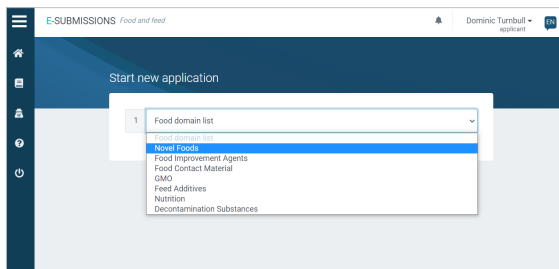 E-SUBMISSIONS Food and feed
Dominic Turnbull
applicant
EN
Start new application
1 Food domain list
Food domain list
Novel Foods
Food Improvement Agents
Food Contact Material
GMO
Feed Additives
Nutrition
Decontamination Substances